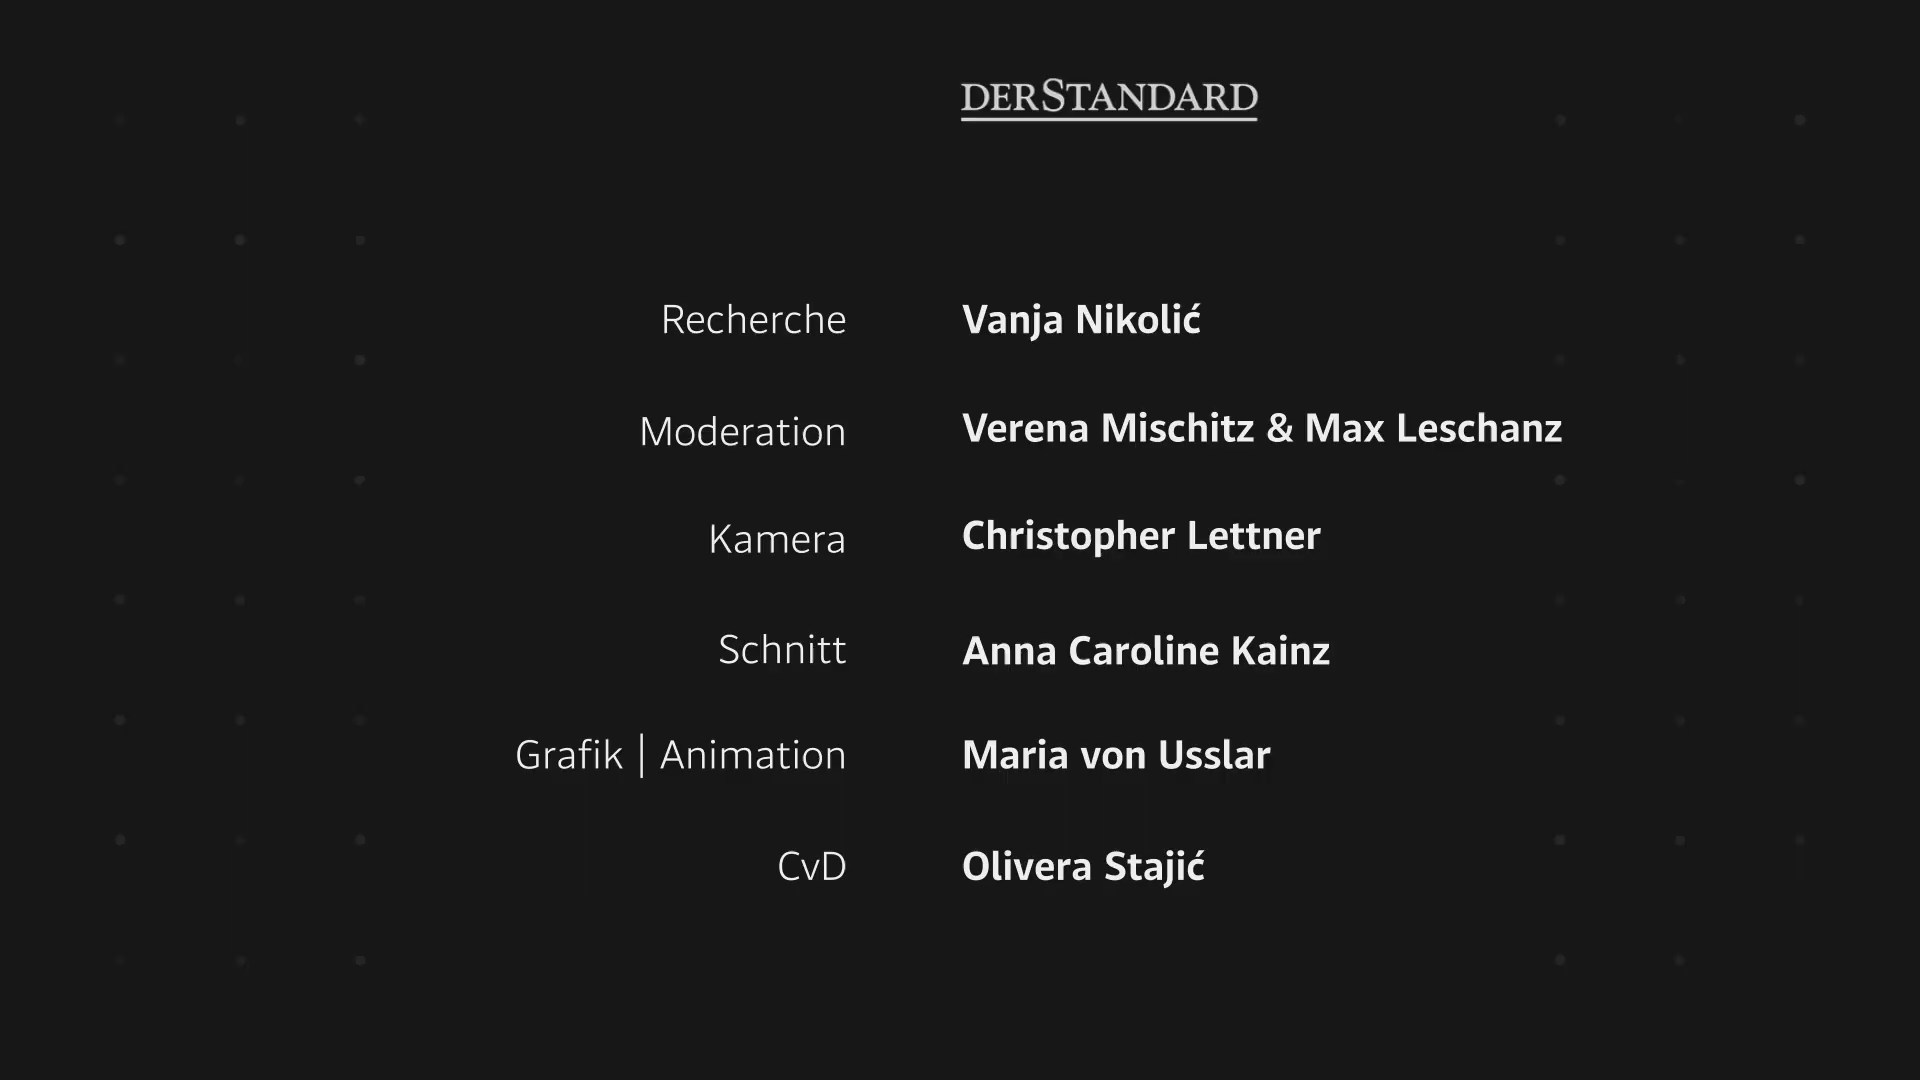 DERSTANDARD
Recherche Vanja Nikolić
Moderation Verena Mischitz & Max Leschanz
Kamera Christopher Lettner
Schnitt Anna Caroline Kainz
Grafik | Animation Maria von Usslar
CvD Olivera Stajić